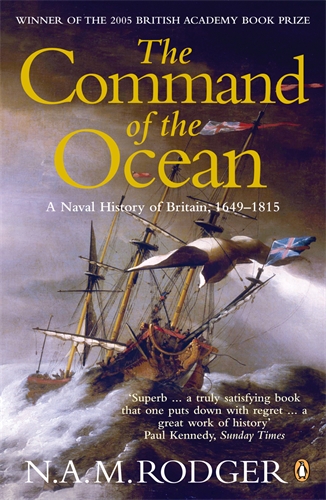 WINNER OF THE 2005 BRITISH ACADEMY BOOK PRIZE
The
Command
of the
Ocean
A Naval History of Britain, 1649–1815
'Superb ... a truly satisfying book
that one puts down with regret ... a
great work of history'
Paul Kennedy, Sunday Times
N.A.M.RODGER